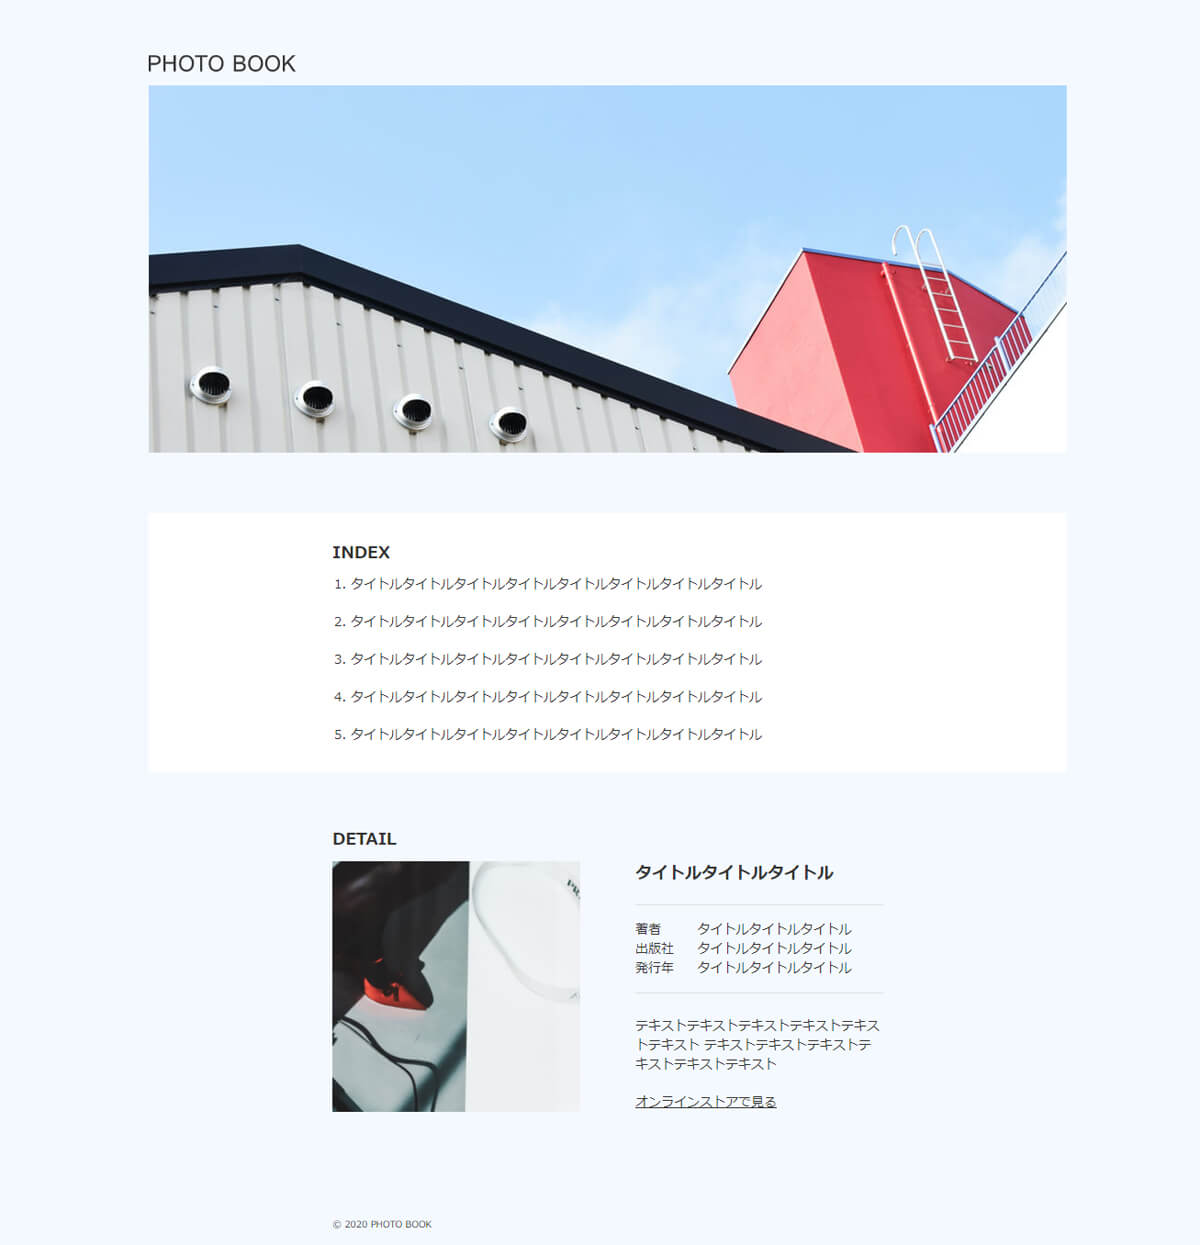 PHOTO BOOK
INDEX
1. タイトルタイトルタイトルタイトルタイトルタイトルタイトルタイトル
2. タイトルタイトルタイトルタイトルタイトルタイトルタイトルタイトル
3. タイトルタイトルタイトルタイトルタイトルタイトルタイトルタイトル
4. タイトルタイトルタイトルタイトルタイトルタイトルタイトルタイトル
5. タイトルタイトルタイトルタイトルタイトルタイトルタイトルタイトル
DETAIL
タイトルタイトルタイトル
著者 タイトルタイトルタイトル
出版社 タイトルタイトルタイトル
発行年 タイトルタイトルタイトル
テキストテキストテキストテキストテキス
トテキスト テキストテキストテキストテ
キストテキストテキスト
オンラインストアで見る
© 2020 PHOTO BOOK